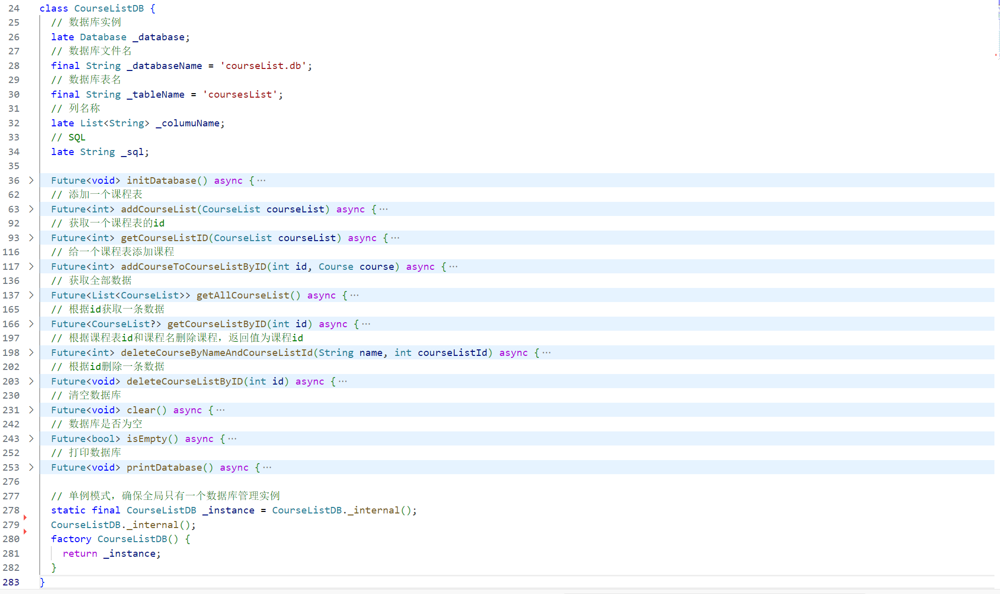 24 class CourseListDB {
25 // 数据库实例
26 late Database _database;
27 // 数据库文件名
28 final String _databaseName = 'courseList.db';
29 // 数据库表名
30 final String _tableName = 'coursesList';
31 // 列名称
32 late List<String> _columuName;
33 // SQL
34 late String _sql;
35
36 > Future<void> initDatabase() async {···
62 // 添加一个课程表
63 > Future<int> addCourseList(CourseList courseList) async {···
92 // 获取一个课程表的id
93 > Future<int> getCourseListID(CourseList courseList) async {···
116 // 给一个课程表添加课程
117 > Future<int> addCourseToCourseListByID(int id, Course course) async {···
136 // 获取全部数据
137 > Future<List<CourseList>> getAllCourseList() async {···
165 // 根据id获取一条数据
166 > Future<CourseList?> getCourseListByID(int id) async {···
197 // 根据课程表id和课程名删除课程，返回值为课程id
198 > Future<int> deleteCourseByNameAndCourseListId(String name, int courseListId) async {···
202 // 根据id删除一条数据
203 > Future<void> deleteCourseListByID(int id) async {···
230 // 清空数据库
231 > Future<void> clear() async {···
242 // 数据库是否为空
243 > Future<bool> isEmpty() async {···
252 // 打印数据库
253 > Future<void> printDatabase() async {···
276
277 // 单例模式，确保全局只有一个数据库管理实例
278 static final CourseListDB _instance = CourseListDB._internal();
279 CourseListDB._internal();
280 factory CourseListDB() {
281 return _instance;
282 }
283 }